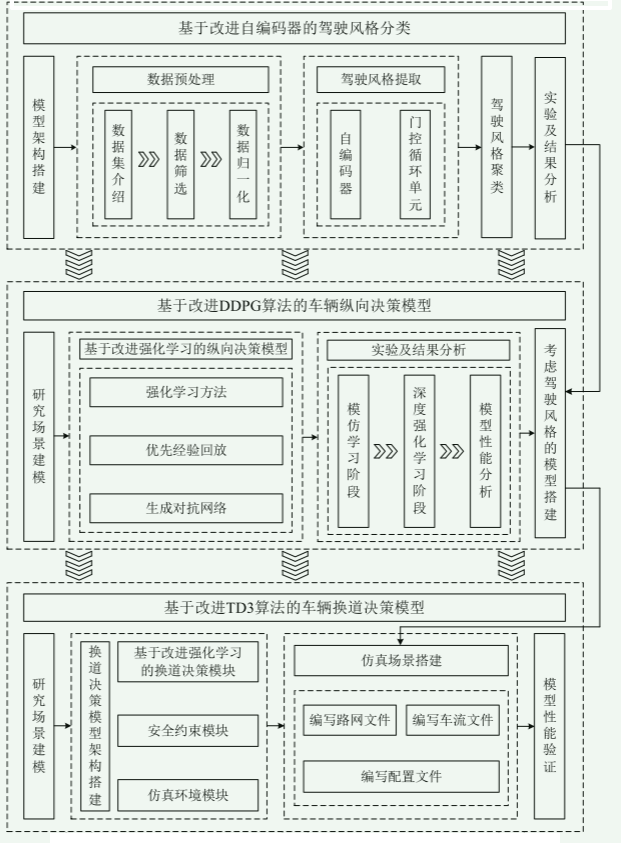 基于改进自编码器的驾驶风格分类
模型架构搭建
数据预处理
数据集介绍
数据筛选
数据归一化
驾驶风格提取
自编码器
门控循环单元
驾驶风格聚类
实验及结果分析
基于改进DDPG算法的车辆纵向决策模型
研究场景建模
基于改进强化学习的纵向决策模型
强化学习方法
优先经验回放
生成对抗网络
实验及结果分析
模仿学习阶段
深度强化学习阶段
模型性能分析
考虑驾驶风格的模型搭建
基于改进TD3算法的车辆换道决策模型
研究场景建模
换道决策模型架构搭建
基于改进强化学习
的换道决策模块
安全约束模块
仿真环境模块
仿真场景搭建
编写路网文件
编写车流文件
编写配置文件
模型性能验证